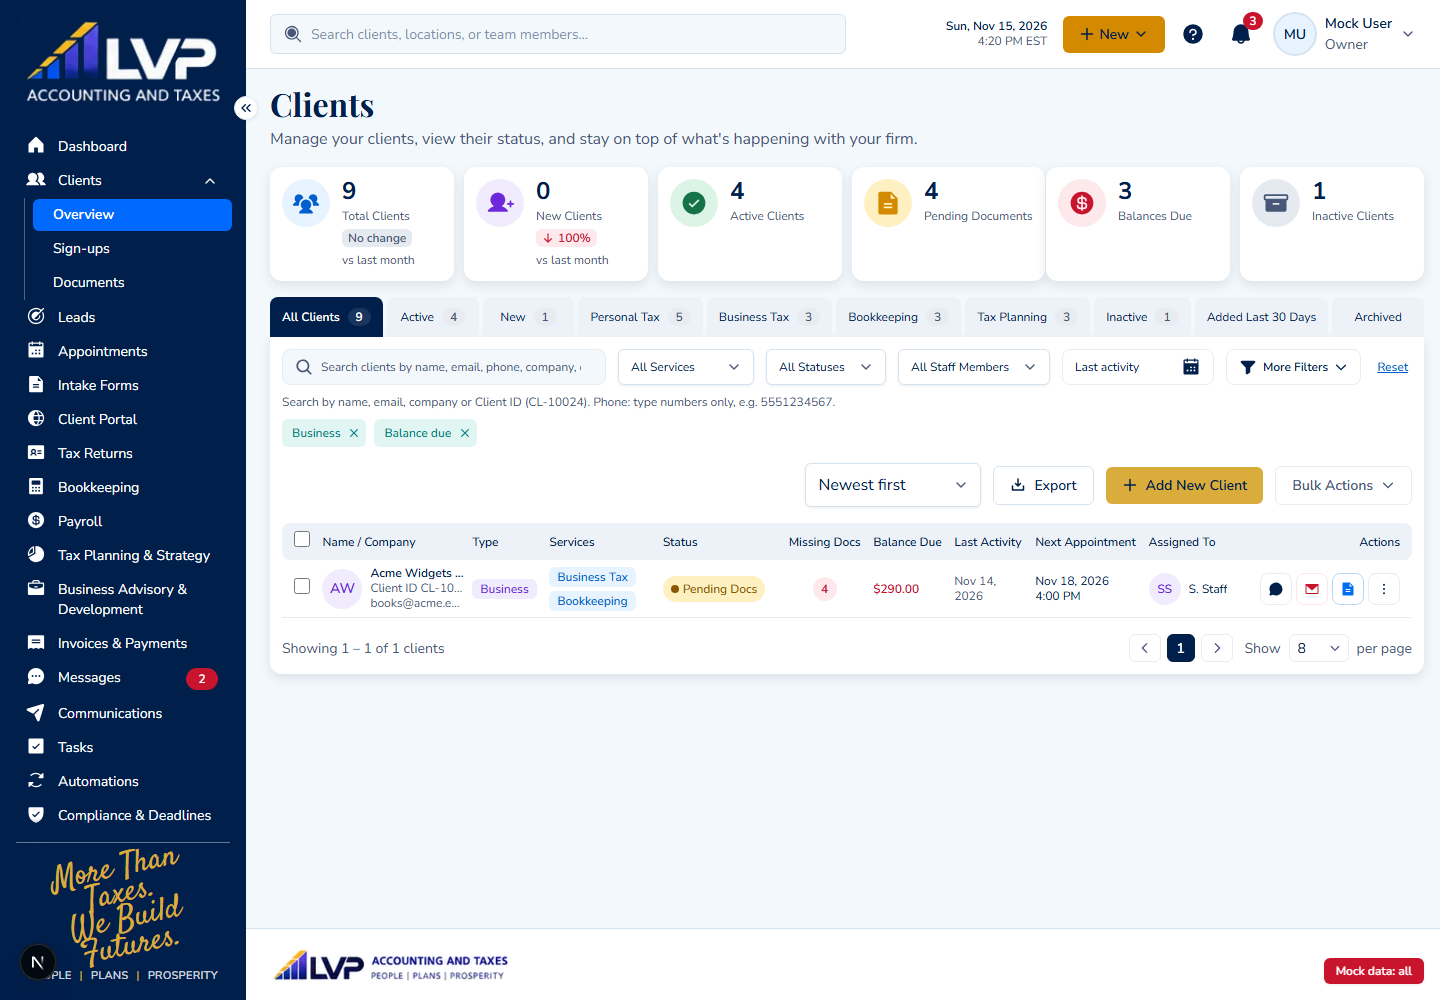 LVP
ACCOUNTING AND TAXES
Dashboard
Clients
Overview
Sign-ups
Documents
Leads
Appointments
Intake Forms
Client Portal
Tax Returns
Bookkeeping
Payroll
Tax Planning & Strategy
Business Advisory &
Development
Invoices & Payments
Messages 2
Communications
Tasks
Automations
Compliance & Deadlines
More Than
Taxes.
We Build
Futures.
PLE | PLANS | PROSPERITY
N
Search clients, locations, or team members...
Sun, Nov 15, 2026
4:20 PM EST
New
3
MU
Mock User
Owner
Clients
Manage your clients, view their status, and stay on top of what's happening with your firm.
9
Total Clients
No change
vs last month
0
New Clients
100%
vs last month
4
Active Clients
4
Pending Documents
3
Balances Due
1
Inactive Clients
All Clients 9 Active 4 New 1 Personal Tax 5 Business Tax 3 Bookkeeping 3 Tax Planning 3 Inactive 1 Added Last 30 Days Archived
Search clients by name, email, phone, company, All Services All Statuses All Staff Members Last activity More Filters Reset
Search by name, email, company or Client ID (CL-10024). Phone: type numbers only, e.g. 5551234567.
Business × Balance due ×
Newest first Export + Add New Client Bulk Actions
Name / Company Type Services Status Missing Docs Balance Due Last Activity Next Appointment Assigned To Actions
AW
Acme Widgets ...
Client ID CL-10...
books@acme.e...
Business
Business Tax
Bookkeeping
Pending Docs
4
$290.00
Nov 14,
2026
Nov 18, 2026
4:00 PM
SS S. Staff
Showing 1 – 1 of 1 clients
1
Show 8 per page
LVP
ACCOUNTING AND TAXES
PEOPLE | PLANS | PROSPERITY
Mock data: all